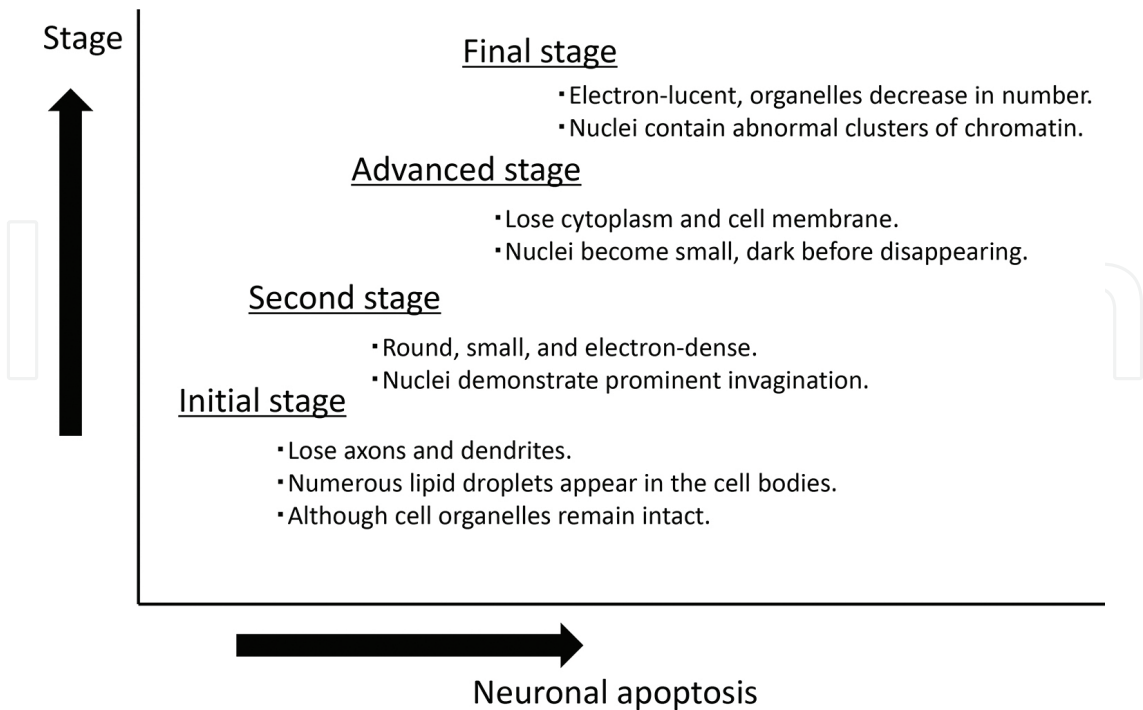 Stage
Final stage
▪Electron-lucent, organelles decrease in number.
▪Nuclei contain abnormal clusters of chromatin.
Advanced stage
▪Lose cytoplasm and cell membrane.
▪Nuclei become small, dark before disappearing.
Second stage
▪Round, small, and electron-dense.
▪Nuclei demonstrate prominent invagination.
Initial stage
▪Lose axons and dendrites.
▪Numerous lipid droplets appear in the cell bodies.
▪Although cell organelles remain intact.
Neuronal apoptosis